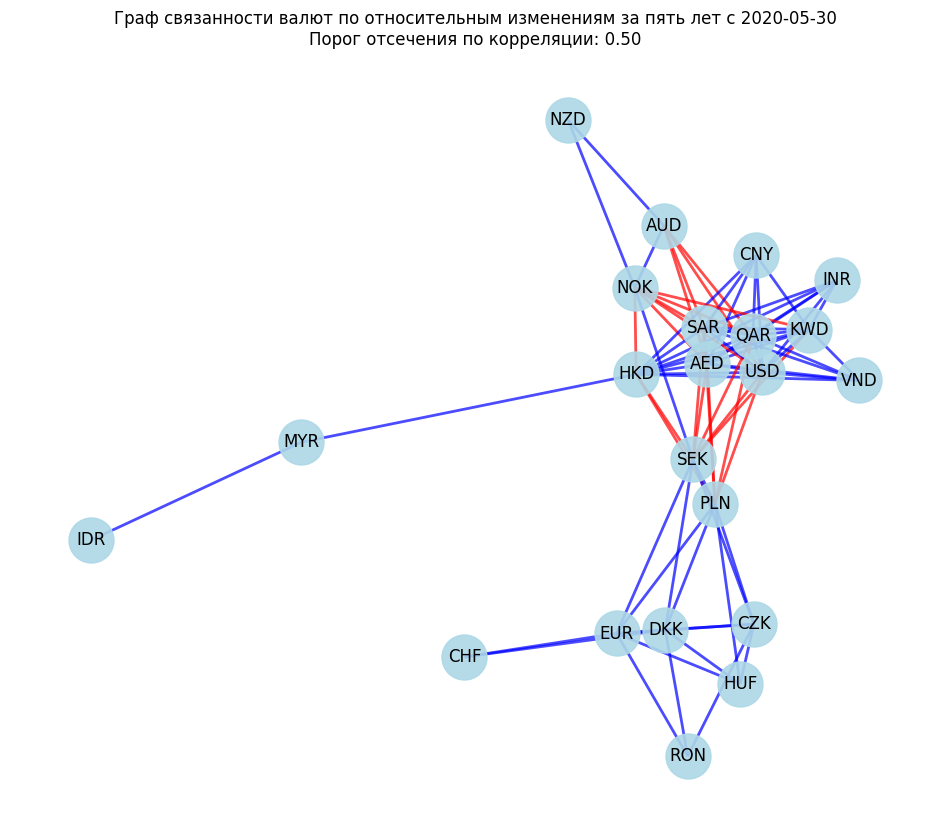 Граф связанности валют по относительным изменениям за пять лет с 2020-05-30
Порог отсечения по корреляции: 0.50
NZD
AUD
CNY
INR
NOK
SAR
QAR
KWD
AED
HKD
USD
VND
MYR
SEK
PLN
IDR
EUR
DKK
CZK
CHF
HUF
RON